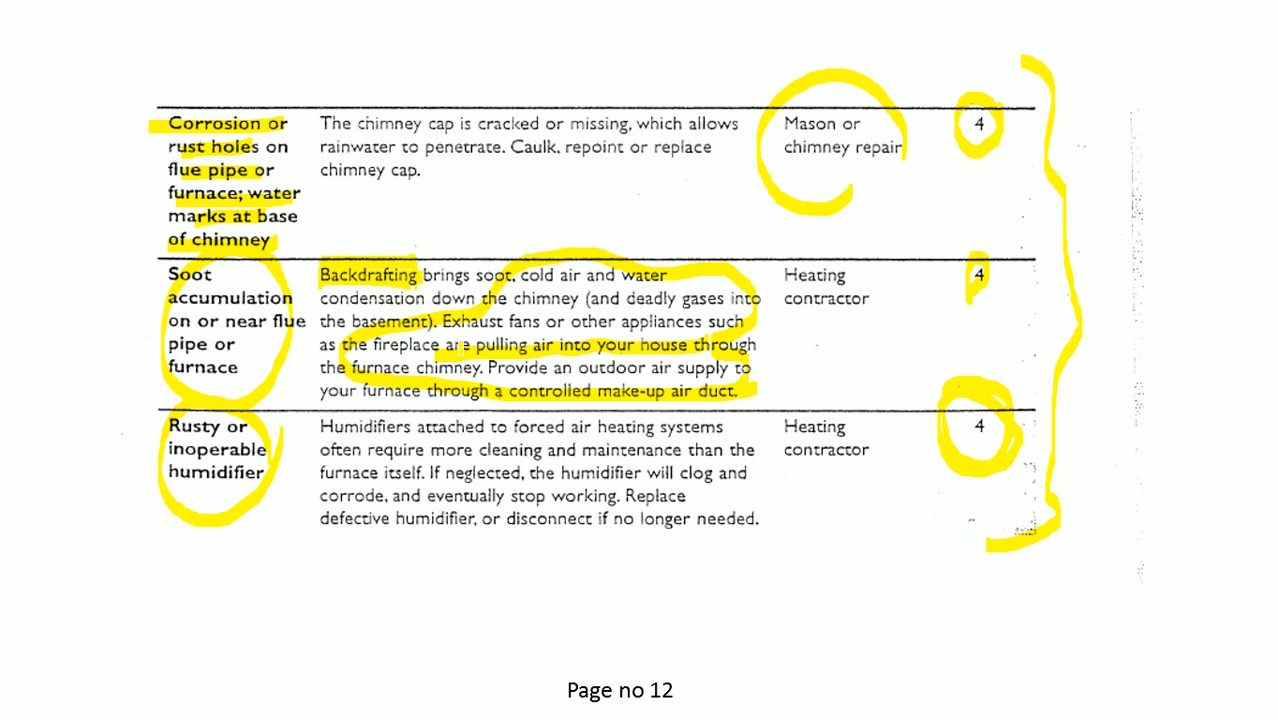 Corrosion or
rust holes on
flue pipe or
furnace; water
marks at base
of chimney
The chimney cap is cracked or missing, which allows
rainwater to penetrate. Caulk, repoint or replace
chimney cap.
Mason or
chimney repair
4
Soot
accumulation
on or near flue
pipe or
furnace
Backdrafting brings soot, cold air and water
condensation down the chimney (and deadly gases into
the basement). Exhaust fans or other appliances such
as the fireplace are pulling air into your house through
the furnace chimney. Provide an outdoor air supply to
your furnace through a controlled make-up air duct.
Heating
contractor
4
Rusty or
inoperable
humidifier
Humidifiers attached to forced air heating systems
often require more cleaning and maintenance than the
furnace itself. If neglected, the humidifier will clog and
corrode, and eventually stop working. Replace
defective humidifier, or disconnect if no longer needed.
Heating
contractor
4
Page no 12